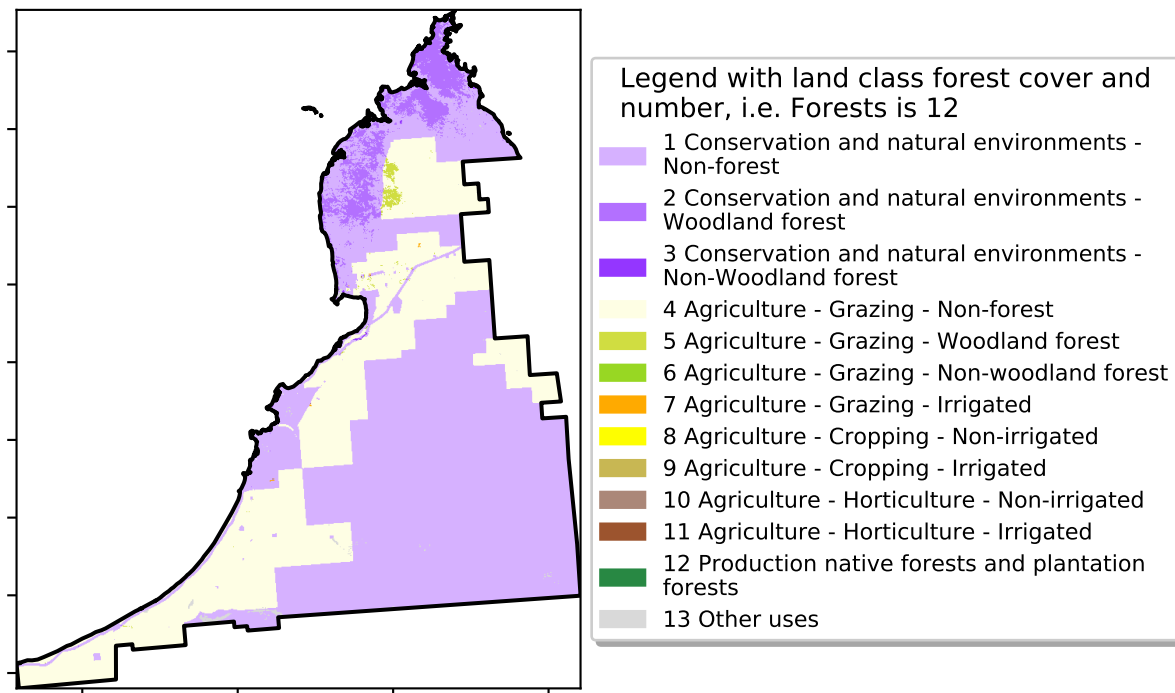 Legend with land class forest cover and
number, i.e. Forests is 12
1 Conservation and natural environments -
Non-forest
2 Conservation and natural environments -
Woodland forest
3 Conservation and natural environments -
Non-Woodland forest
4 Agriculture - Grazing - Non-forest
5 Agriculture - Grazing - Woodland forest
6 Agriculture - Grazing - Non-woodland forest
7 Agriculture - Grazing - Irrigated
8 Agriculture - Cropping - Non-irrigated
9 Agriculture - Cropping - Irrigated
10 Agriculture - Horticulture - Non-irrigated
11 Agriculture - Horticulture - Irrigated
12 Production native forests and plantation
forests
13 Other uses